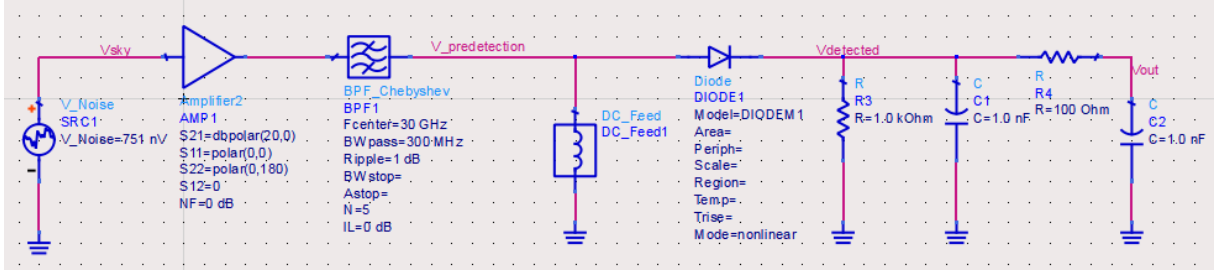 Vsky
V_predetection
Vdetected
Vout
V_Noise
SRC1
V_Noise=751 nV
Amplifier2
AMP1
S21=dbpolar(20,0)
S11=polar(0,0)
S22=polar(0,180)
S12=0
NF=0 dB
BPF_Chebyshev
BPF1
Fcenter=30 GHz
BWpass=300 MHz
Ripple=1 dB
BWstop=
Astop=
N=5
IL=0 dB
DC_Feed
DC_Feed1
Diode
DIODE1
Model=DIODEM1
Area=
Periph=
Scale=
Region=
Temp=
Trise=
Mode=nonlinear
R
R3
R=1.0 kOhm
C
C1
C=1.0 nF
R
R4
R=100 Ohm
C
C2
C=1.0 nF